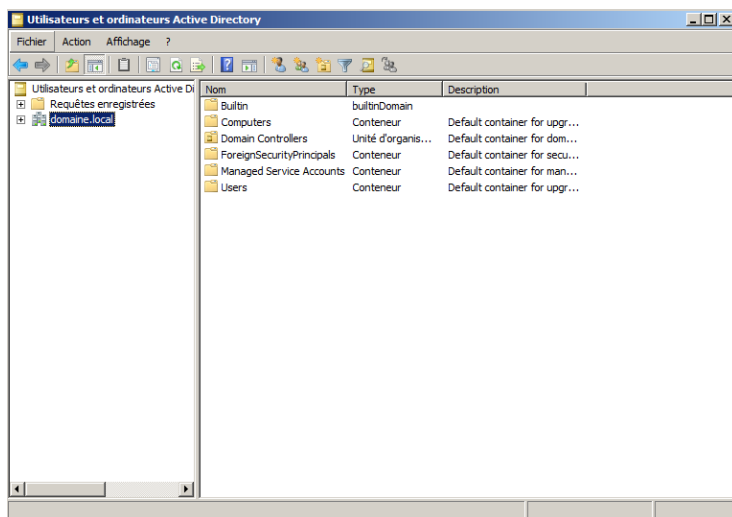 Utilisateurs et ordinateurs Active Directory
Fichier Action Affichage ?
Utilisateurs et ordinateurs Active Di
Requêtes enregistrées
domaine.local
Nom Type Description
Builtin builtinDomain
Computers Conteneur Default container for upgr...
Domain Controllers Unité d'organis... Default container for dom...
ForeignSecurityPrincipals Conteneur Default container for secu...
Managed Service Accounts Conteneur Default container for man...
Users Conteneur Default container for upgr...